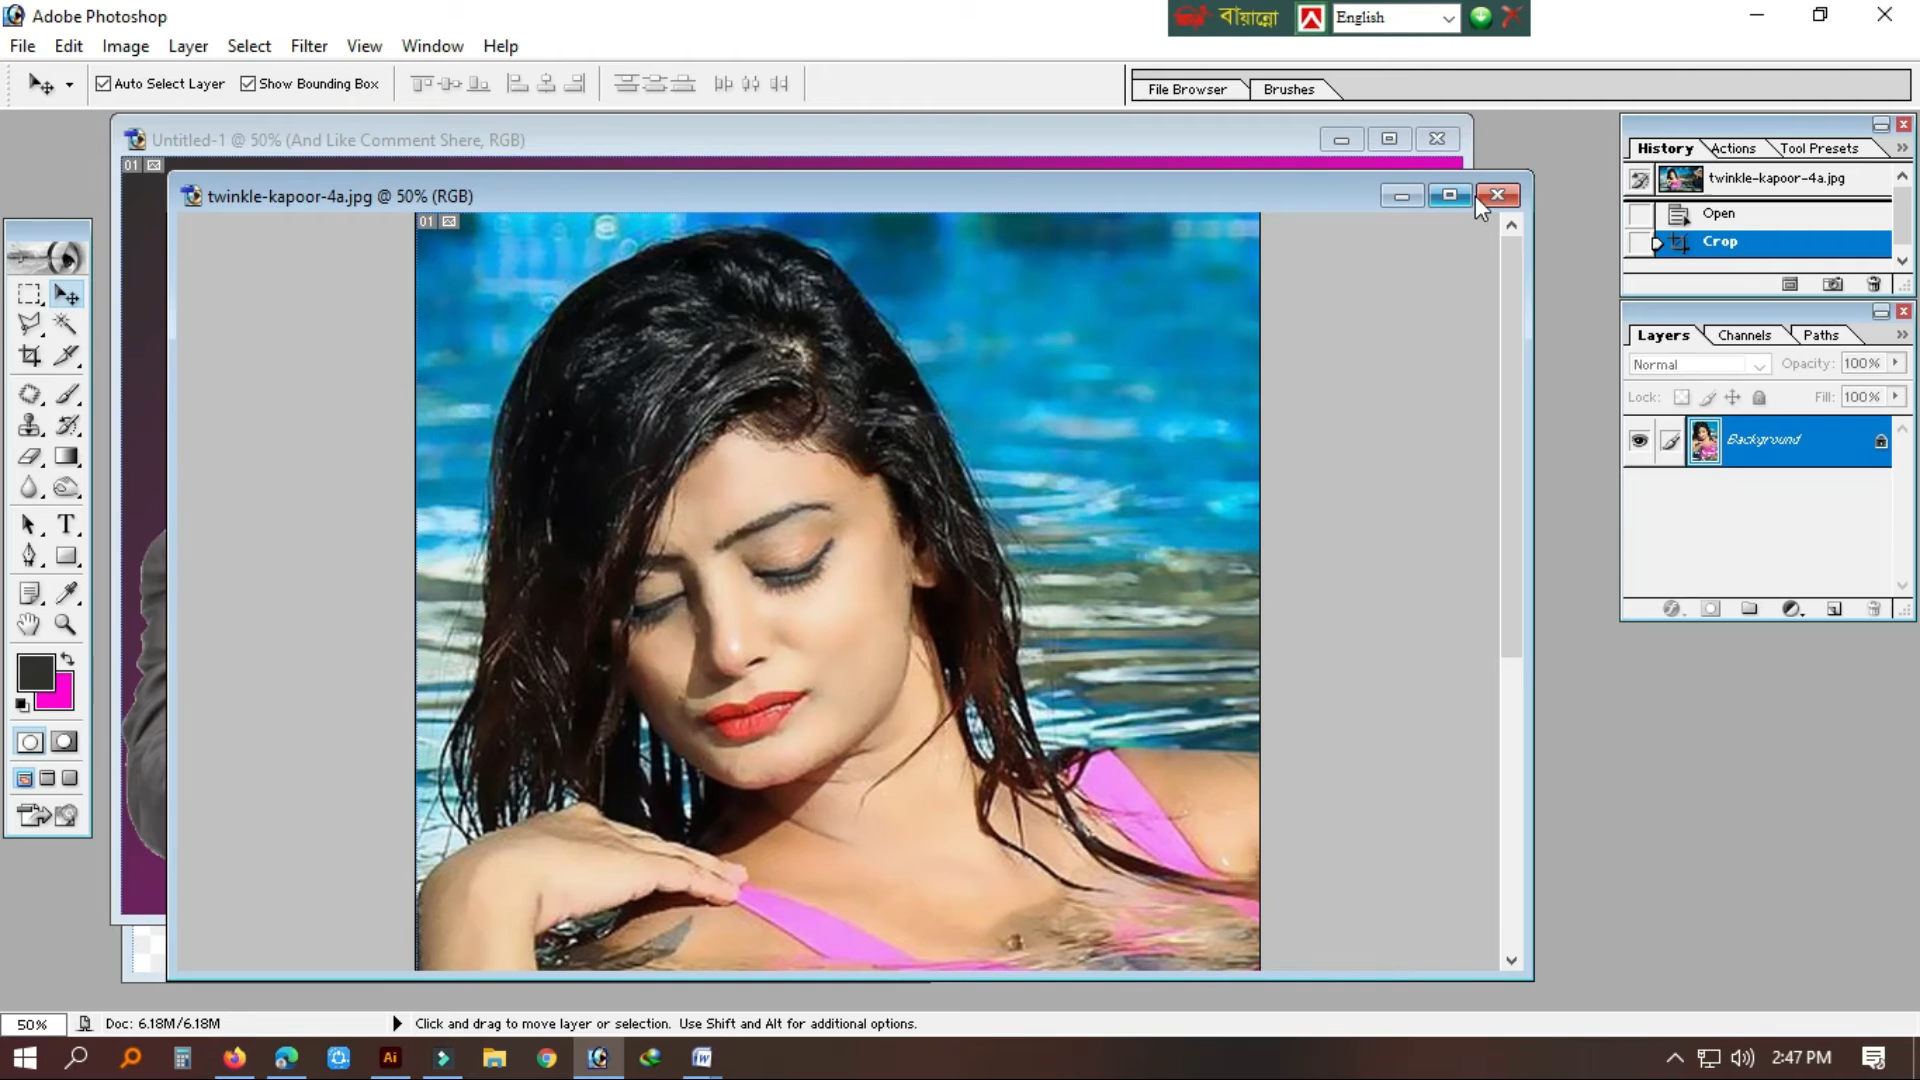 Adobe Photoshop
বায়ান্নো
English
File Edit Image Layer Select Filter View Window Help
Auto Select Layer Show Bounding Box
File Browser Brushes
Untitled-1 @ 50% (And Like Comment Shere, RGB)
01
twinkle-kapoor-4a.jpg @ 50% (RGB)
01
History Actions Tool Presets
twinkle-kapoor-4a.jpg
Open
Crop
Layers Channels Paths
Normal Opacity: 100%
Lock: Fill: 100%
Background
T
50% Doc: 6.18M/6.18M Click and drag to move layer or selection. Use Shift and Alt for additional options.
Ai
W
2:47 PM